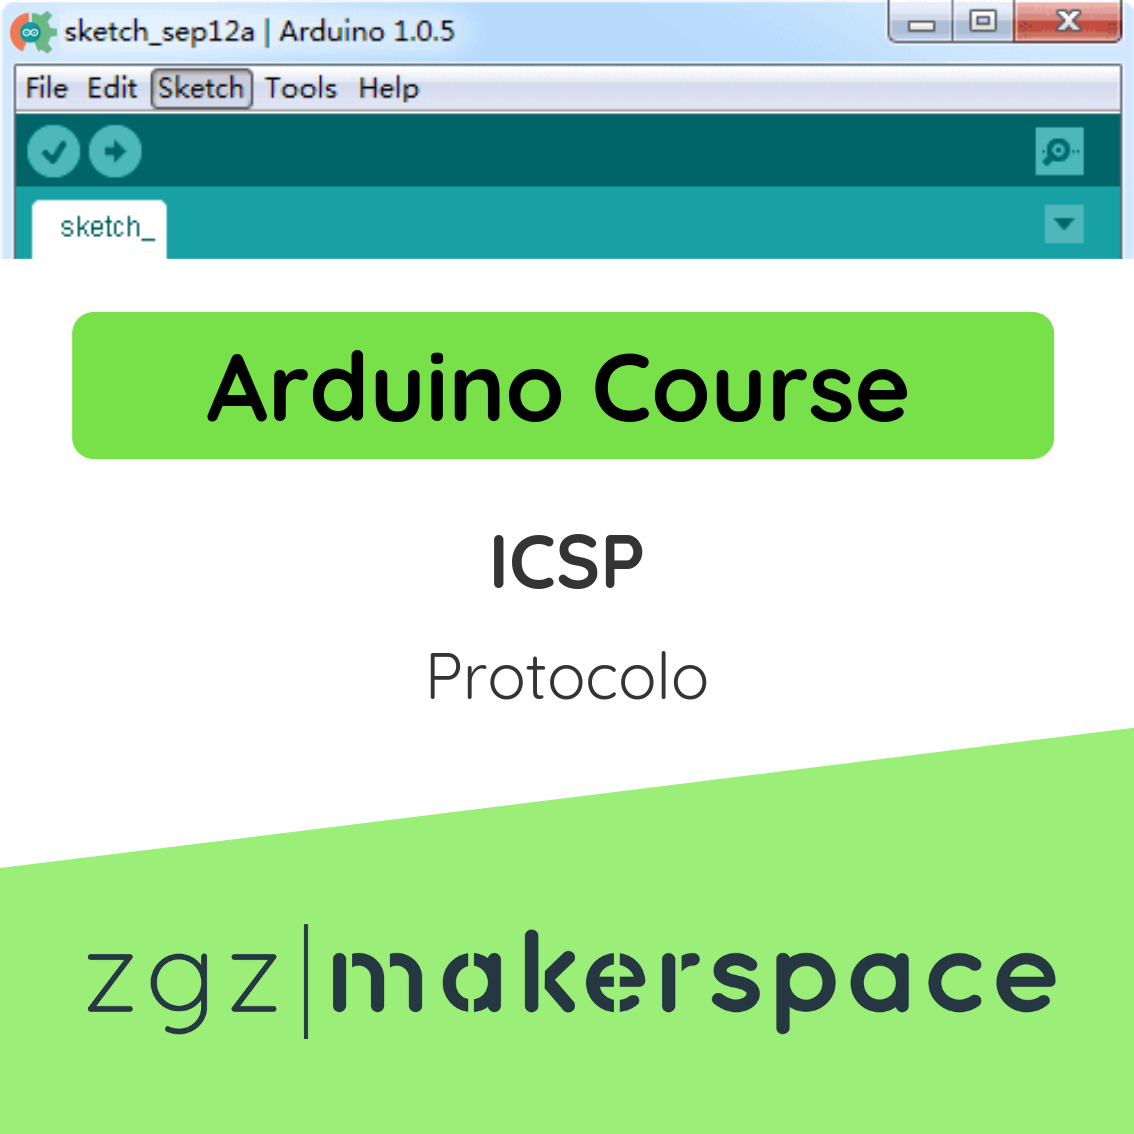 sketch_sep12a | Arduino 1.0.5
File Edit Sketch Tools Help
sketch_
Arduino Course
ICSP
Protocolo
zgz|makerspace